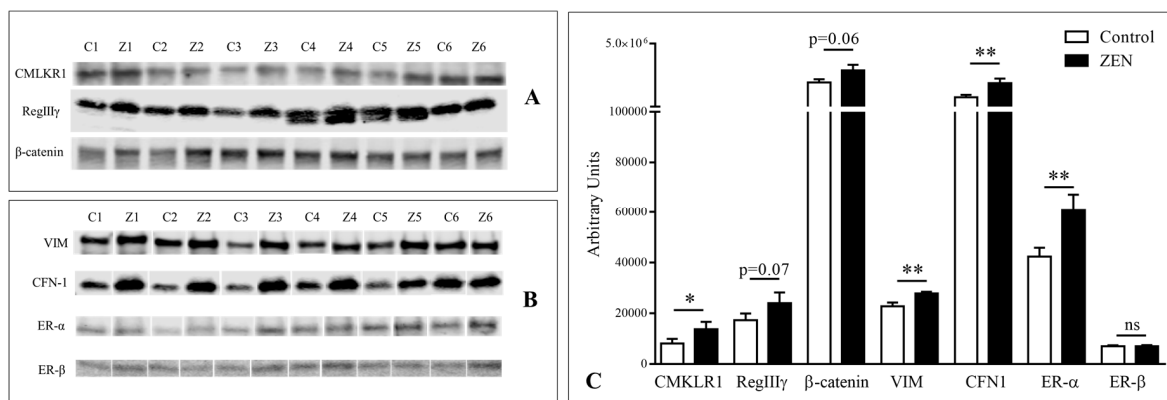 C1 Z1 C2 Z2 C3 Z3 C4 Z4 C5 Z5 C6 Z6
CMLKR1
RegIIIγ
β-catenin
A
C1 Z1 C2 Z2 C3 Z3 C4 Z4 C5 Z5 C6 Z6
VIM
CFN-1
ER-α
ER-β
B
5.0×10⁶
100000
80000
60000
40000
20000
0
Arbitrary Units
Control
ZEN
*
p=0.07
p=0.06
**
**
**
ns
CMKLR1 RegIIIγ β-catenin VIM CFN1 ER-α ER-β
C